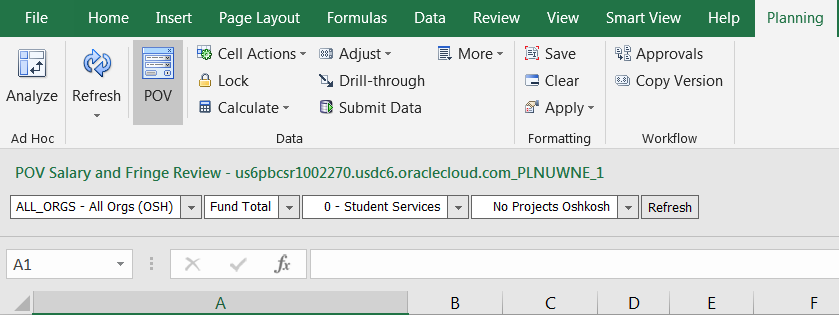 File Home Insert Page Layout Formulas Data Review View Smart View Help Planning
Cell Actions Adjust More Save Approvals
Lock Drill-through Clear Copy Version
Analyze Refresh POV Calculate Submit Data Apply
Ad Hoc Data Formatting Workflow
POV Salary and Fringe Review - us6pbcsr1002270.usdc6.oraclecloud.com_PLNUWNE_1
ALL_ORGS - All Orgs (OSH) Fund Total 0 - Student Services No Projects Oshkosh Refresh
A1 fx
A B C D E F